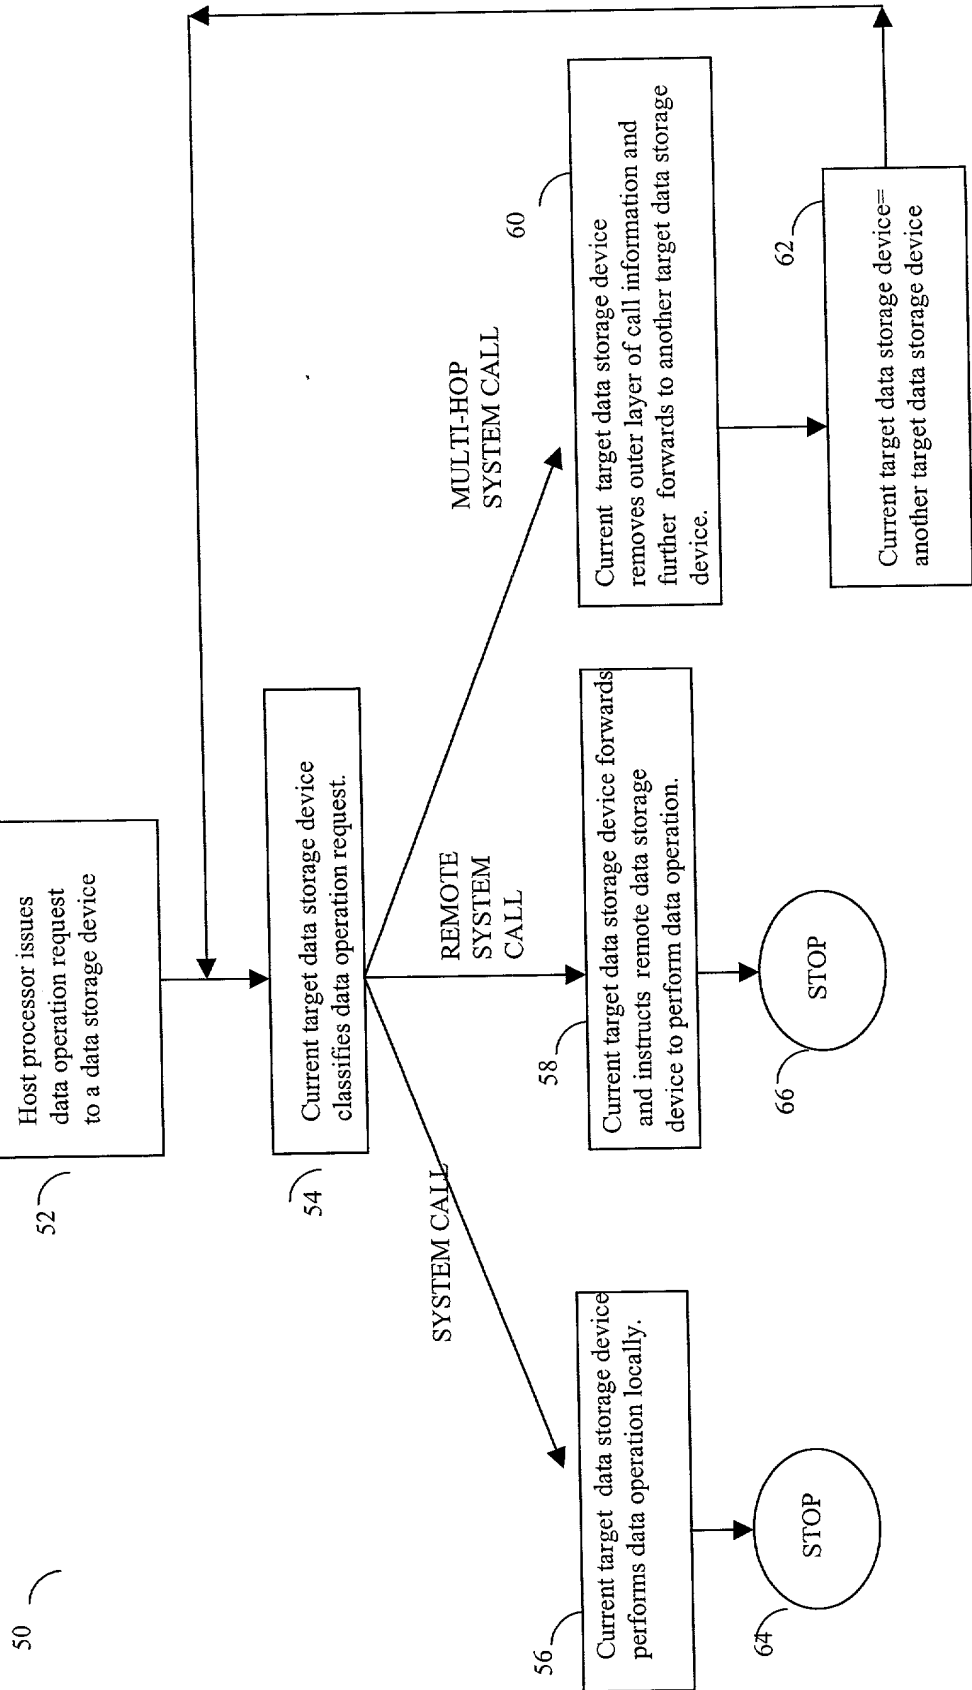 50
52
Host processor issues
data operation request
to a data storage device
54
Current target data storage device
classifies data operation request.
SYSTEM CALL
REMOTE
SYSTEM
CALL
MULTI-HOP
SYSTEM CALL
56
Current target data storage device
performs data operation locally.
58
Current target data storage device forwards
and instructs remote data storage
device to perform data operation.
60
Current target data storage device
removes outer layer of call information and
further forwards to another target data storage
device.
64
STOP
66
STOP
62
Current target data storage device=
another target data storage device